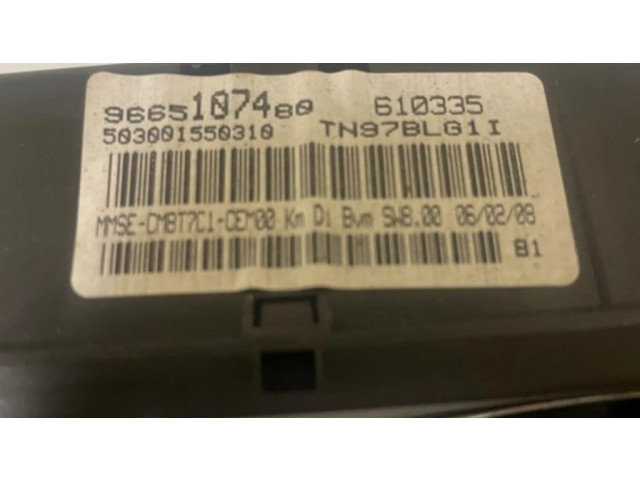 9665107480 610335
503001550310 TN97BLG1I
MMSE-CMBT7C1-CEM00 Km Di Bvm SW8.00 06/02/08
B1